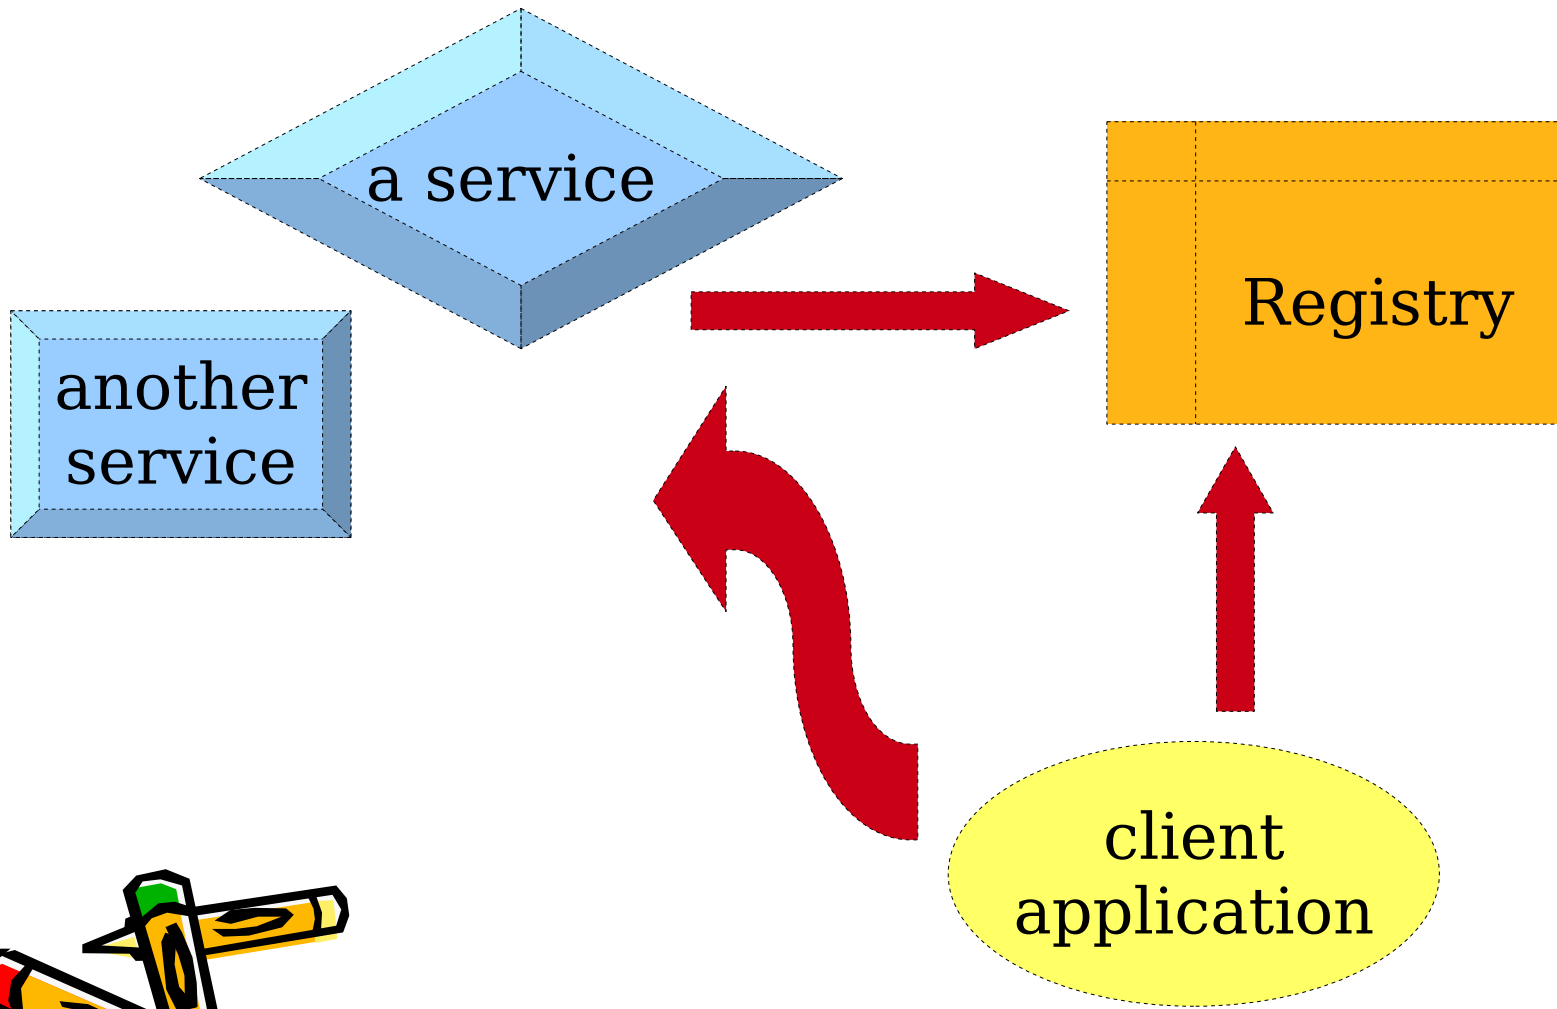 a service
Registry
another
service
client
application